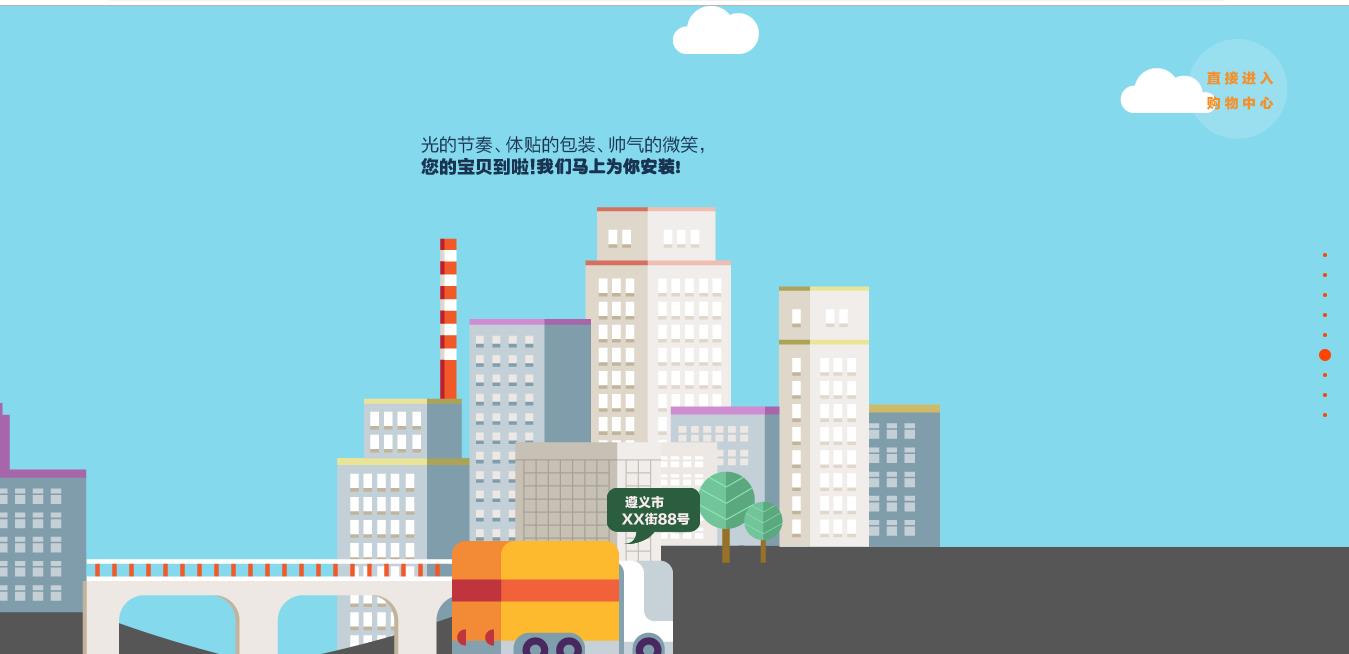 直接进入
购物中心
光的节奏、体贴的包装、帅气的微笑，
您的宝贝到啦！我们马上为你安装！
遵义市
XX街88号